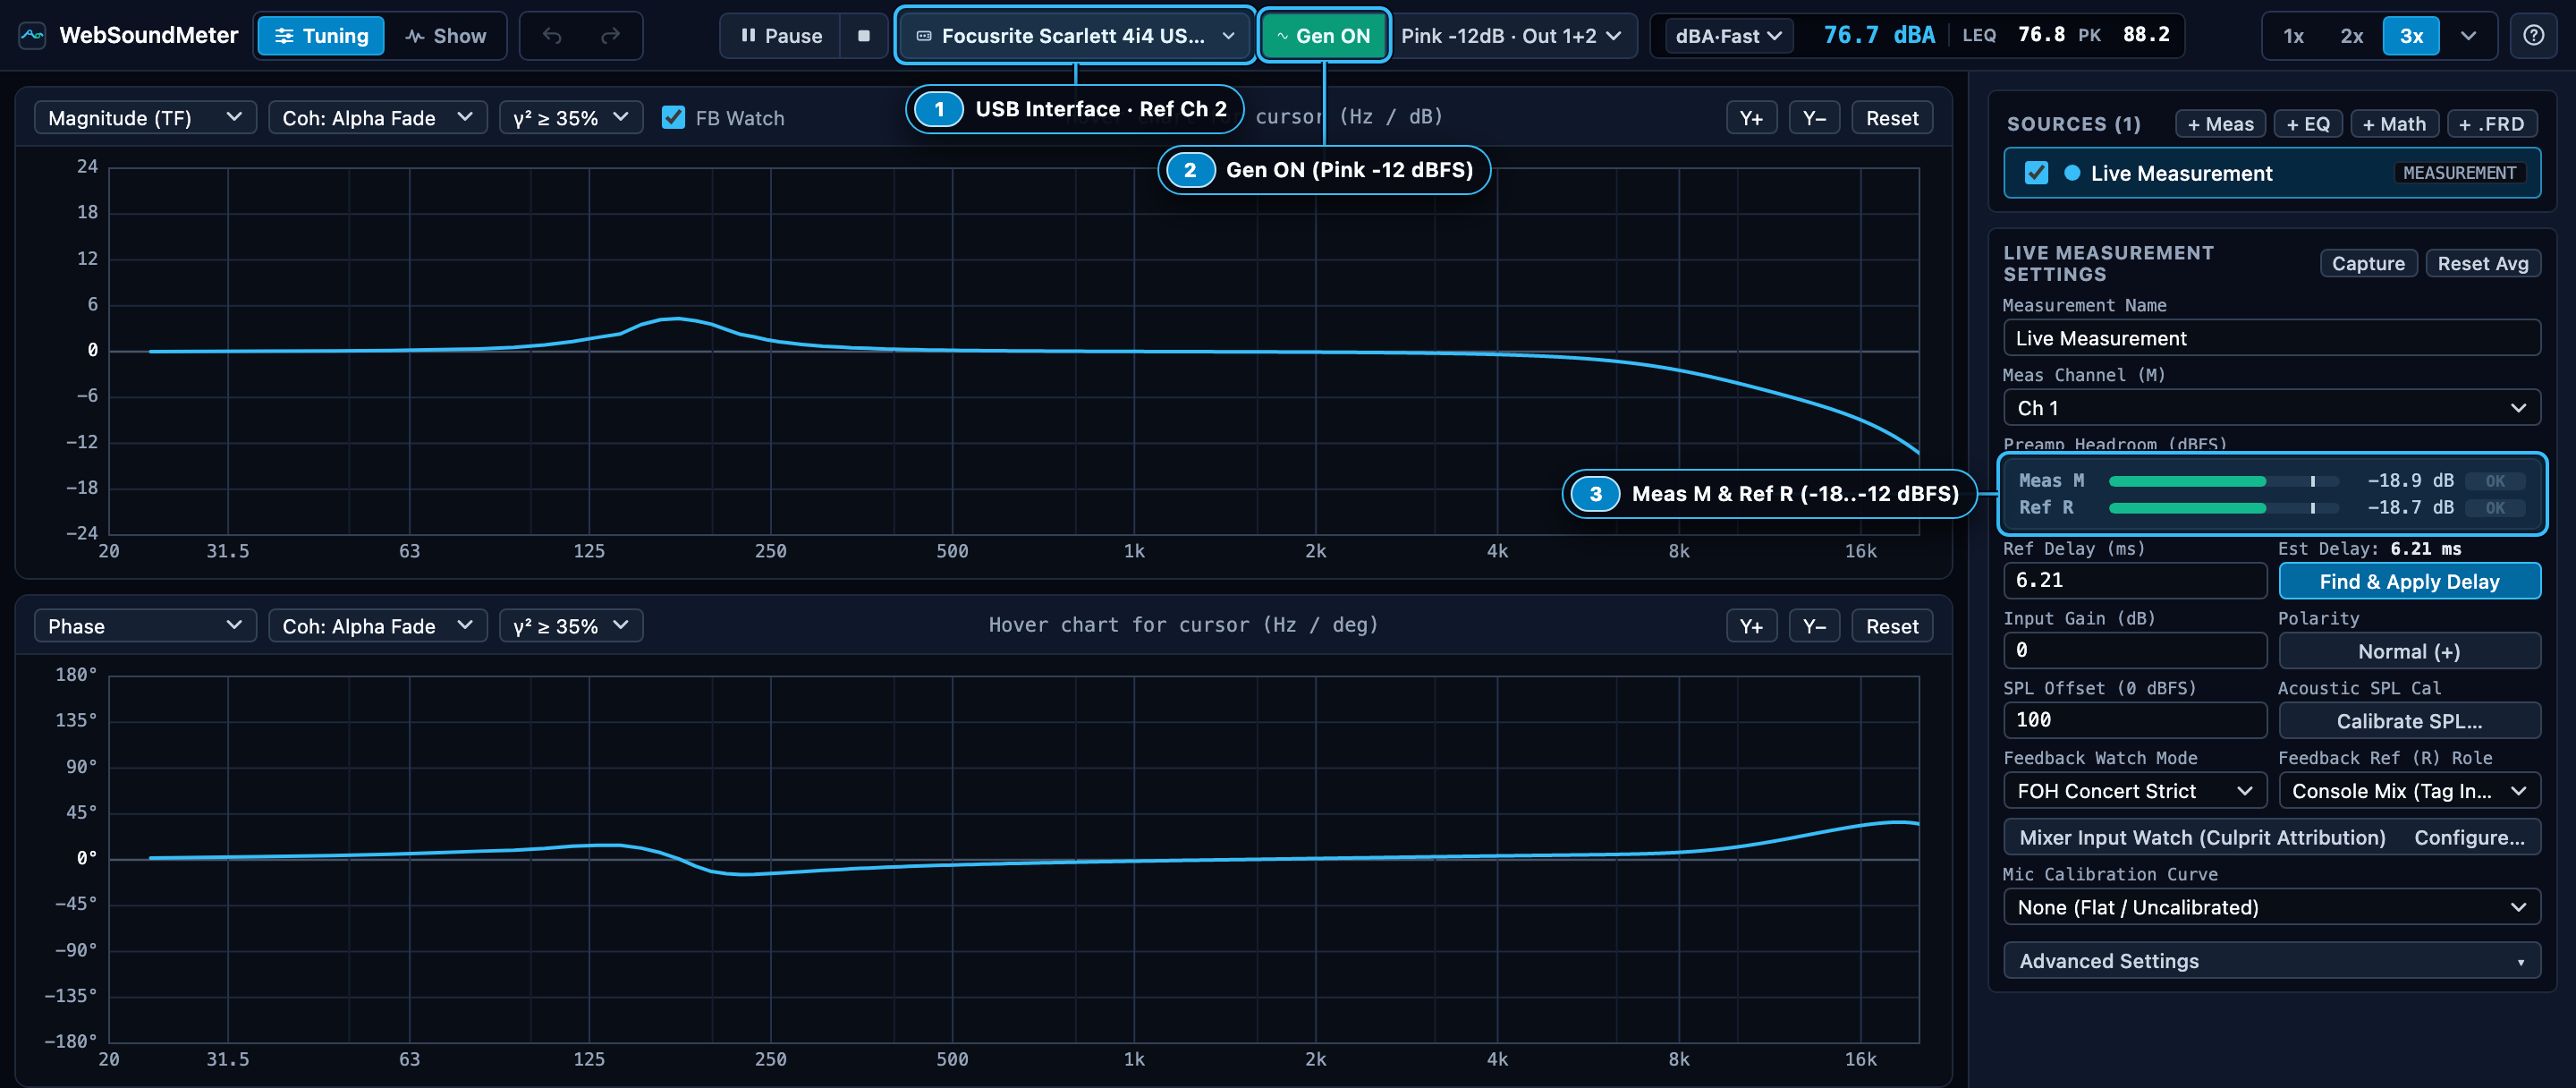 WebSoundMeter Tuning Show Pause Focusrite Scarlett 4i4 US... Gen ON Pink -12dB · Out 1+2 dBA·Fast 76.7 dBA LEQ 76.8 PK 88.2 1x 2x 3x ?
Magnitude (TF) Coh: Alpha Fade γ² ≥ 35% FB Watch 1 USB Interface · Ref Ch 2 cursor (Hz / dB) Y+ Y− Reset
2 Gen ON (Pink -12 dBFS)
24
18
12
6
0
−6
−12
−18
−24
20 31.5 63 125 250 500 1k 2k 4k 8k 16k
3 Meas M & Ref R (-18..-12 dBFS)
Phase Coh: Alpha Fade γ² ≥ 35% Hover chart for cursor (Hz / deg) Y+ Y− Reset
180°
135°
90°
45°
0°
−45°
−90°
−135°
−180°
20 31.5 63 125 250 500 1k 2k 4k 8k 16k
SOURCES (1) + Meas + EQ + Math + .FRD
Live Measurement MEASUREMENT
LIVE MEASUREMENT
SETTINGS
Capture Reset Avg
Measurement Name
Live Measurement
Meas Channel (M)
Ch 1
Preamp Headroom (dBFS)
Meas M −18.9 dB OK
Ref R −18.7 dB OK
Ref Delay (ms) Est Delay: 6.21 ms
6.21 Find & Apply Delay
Input Gain (dB) Polarity
0 Normal (+)
SPL Offset (0 dBFS) Acoustic SPL Cal
100 Calibrate SPL...
Feedback Watch Mode Feedback Ref (R) Role
FOH Concert Strict Console Mix (Tag In...
Mixer Input Watch (Culprit Attribution) Configure...
Mic Calibration Curve
None (Flat / Uncalibrated)
Advanced Settings